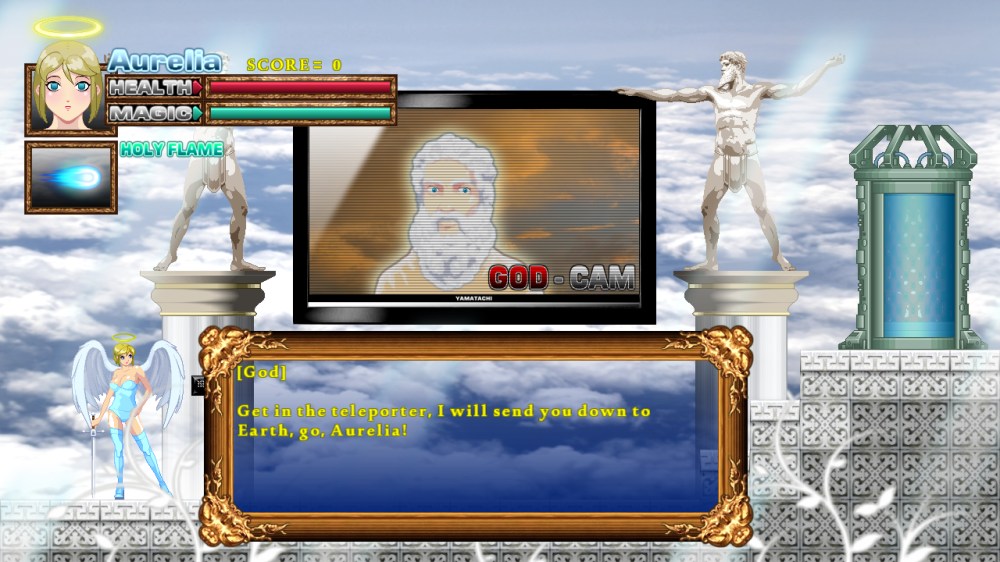 Aurelia
SCORE= 0
HEALTH
MAGIC
HOLY FLAME
GOD - CAM
YAMATACHI
[God]
Get in the teleporter, I will send you down to
Earth, go, Aurelia!